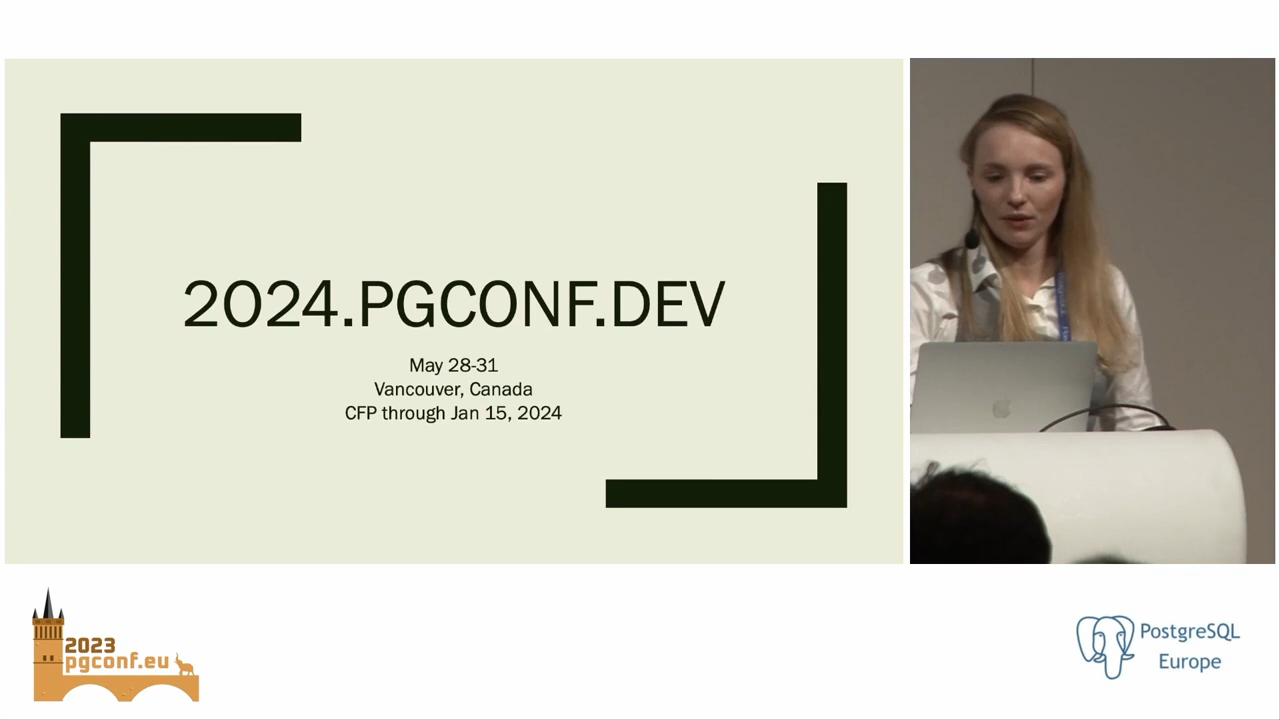 2024.PGCONF.DEV
May 28-31
Vancouver, Canada
CFP through Jan 15, 2024
2023
pgconf.eu
PostgreSQL
Europe